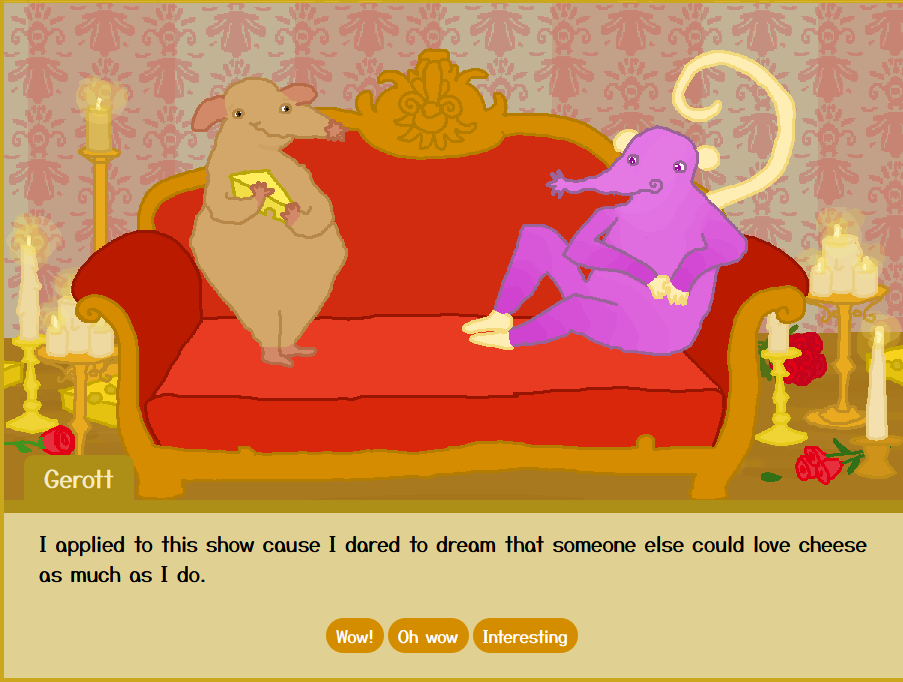 Gerott
I applied to this show cause I dared to dream that someone else could love cheese
as much as I do.
Wow! Oh wow Interesting